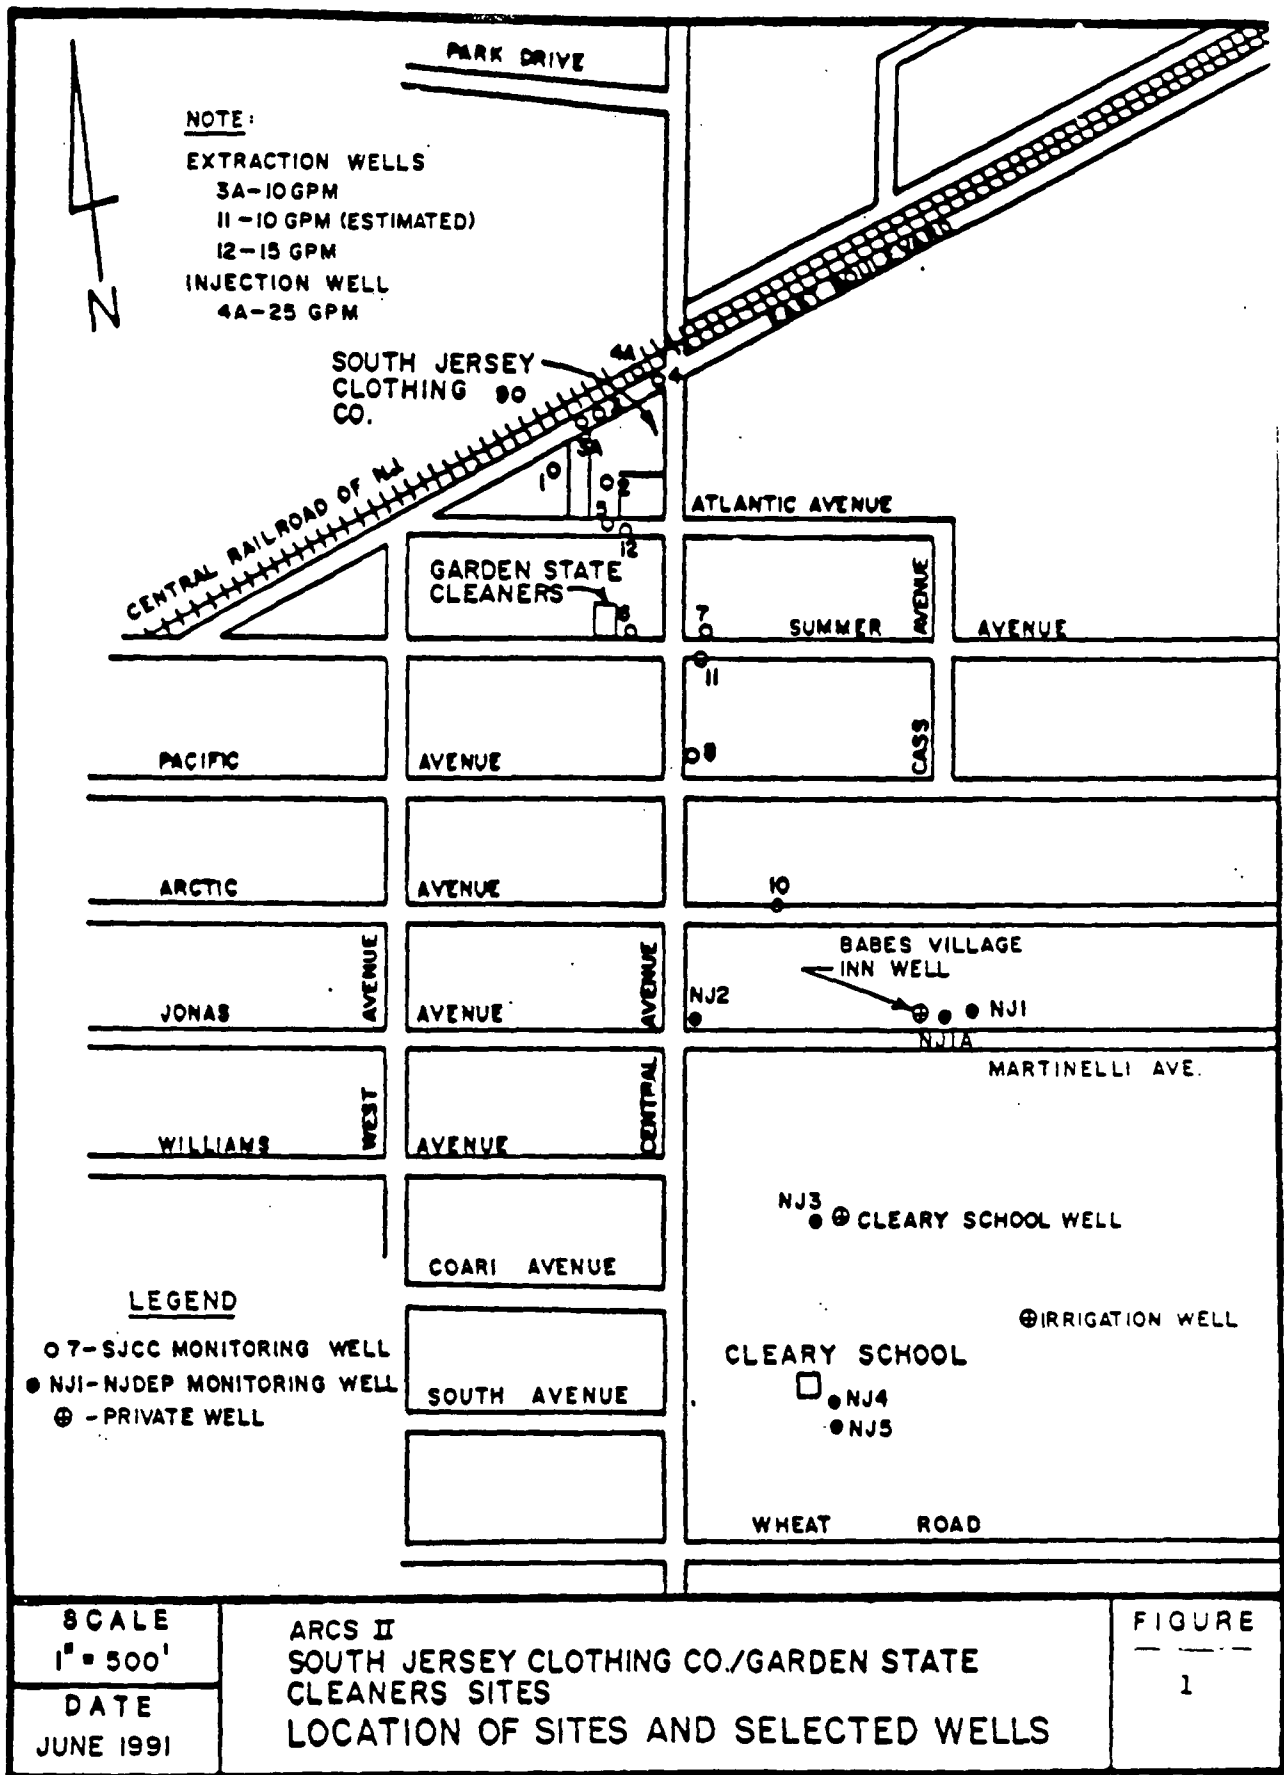 PARK DRIVE
NOTE:
EXTRACTION WELLS
3A-10 GPM
11-10 GPM (ESTIMATED)
12-15 GPM
INJECTION WELL
4A-25 GPM
N
SOUTH JERSEY
CLOTHING
CO.
4A
4
90
3A
1
2
CENTRAL RAILROAD OF N.J.
ATLANTIC AVENUE
5
12
GARDEN STATE
CLEANERS
6
7
SUMMER AVENUE
11
CASS AVENUE
PACIFIC AVENUE
ARCTIC AVENUE
10
BABES VILLAGE
INN WELL
NJ2
NJ1
NJ1A
JONAS AVENUE
WEST AVENUE
CENTRAL AVENUE
MARTINELLI AVE.
WILLIAMS AVENUE
NJ3
CLEARY SCHOOL WELL
COARI AVENUE
IRRIGATION WELL
CLEARY SCHOOL
NJ4
NJ5
SOUTH AVENUE
WHEAT ROAD
LEGEND
7-SJCC MONITORING WELL
NJ1-NJDEP MONITORING WELL
- PRIVATE WELL
SCALE
1" = 500'
DATE
JUNE 1991
ARCS II
SOUTH JERSEY CLOTHING CO./GARDEN STATE
CLEANERS SITES
LOCATION OF SITES AND SELECTED WELLS
FIGURE
1